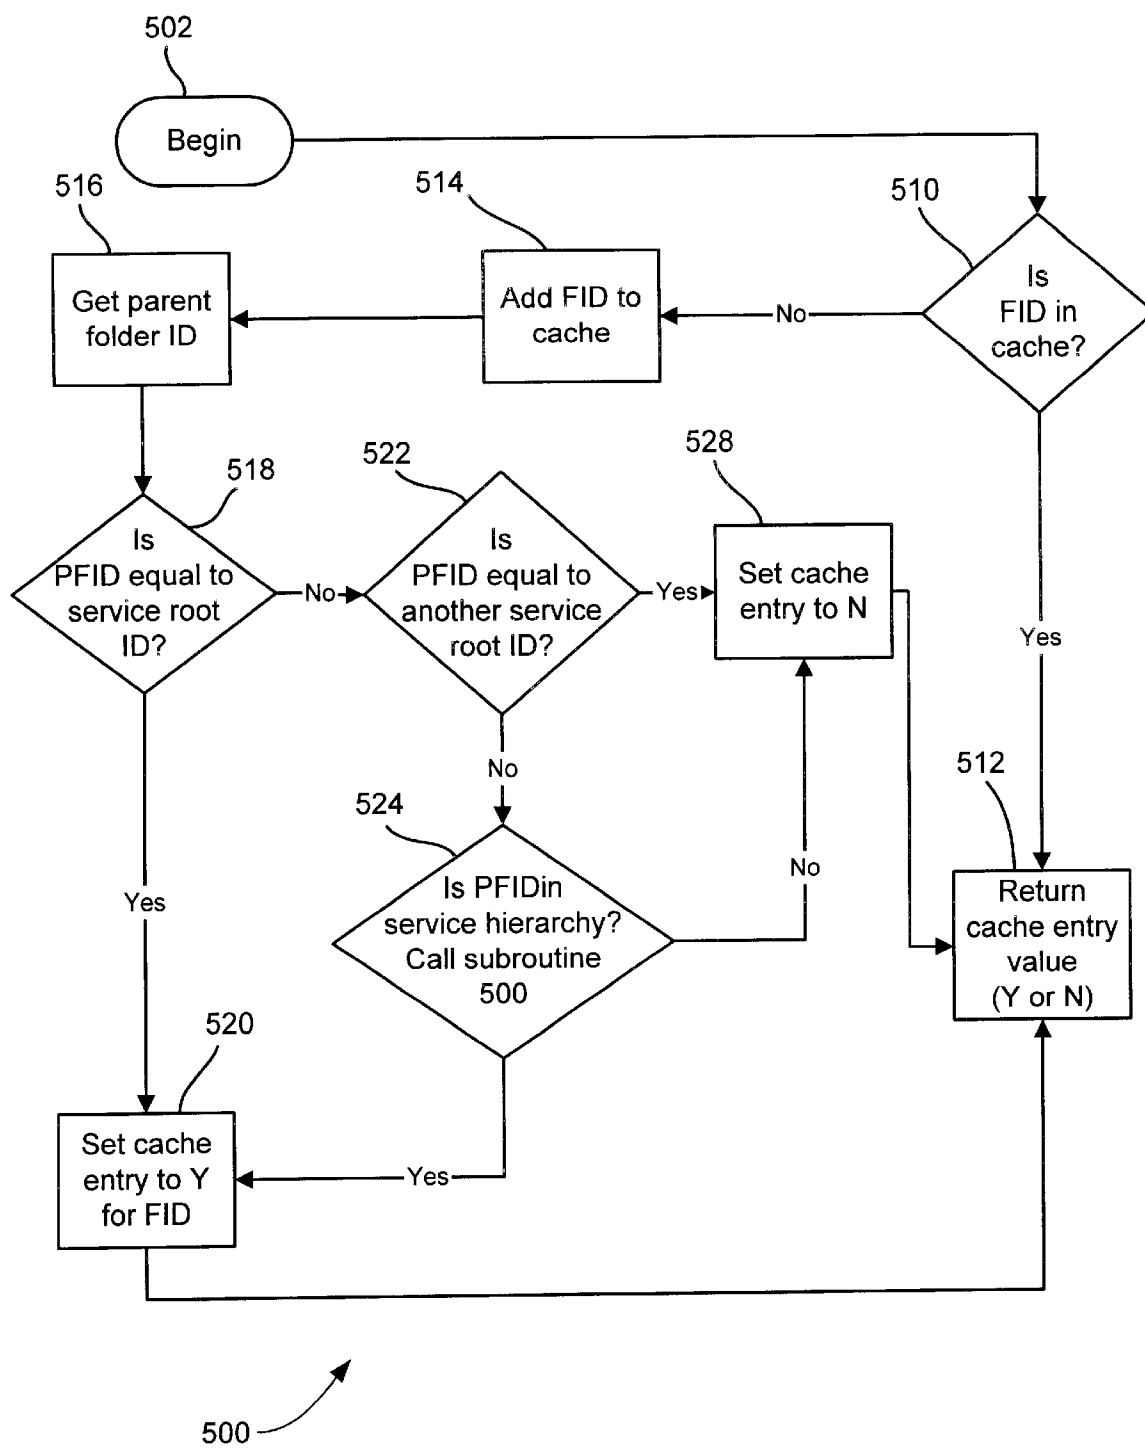 502
Begin
516
514
510
Get parent
folder ID
Add FID to
cache
No
Is
FID in
cache?
518
522
528
Is
PFID equal to
service root
ID?
No
Is
PFID equal to
another service
root ID?
Yes
Set cache
entry to N
Yes
No
512
524
Yes
Is PFIDin
service hierarchy?
Call subroutine
500
No
Return
cache entry
value
(Y or N)
520
Set cache
entry to Y
for FID
Yes
500